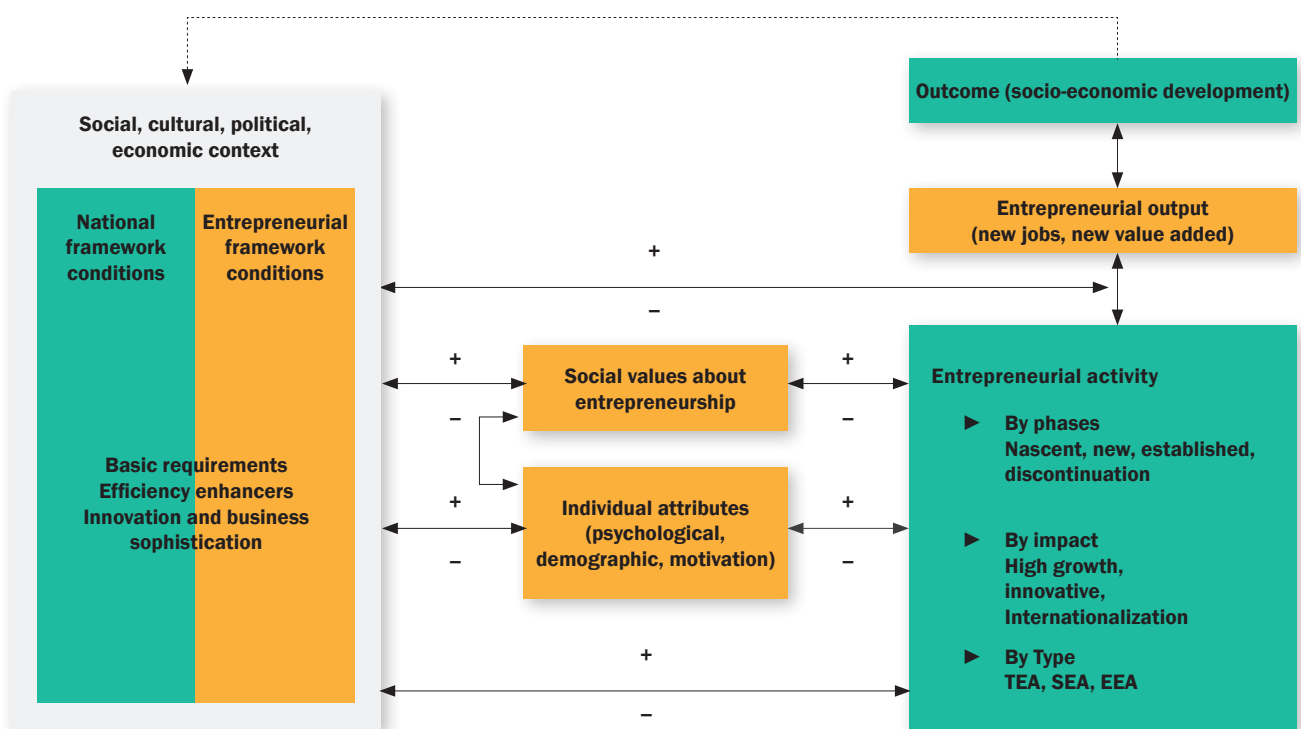 Outcome (socio-economic development)
Social, cultural, political,
economic context
National
framework
conditions
Entrepreneurial
framework
conditions
Basic requirements
Efficiency enhancers
Innovation and business
sophistication
Entrepreneurial output
(new jobs, new value added)
+
–
+
–
Social values about
entrepreneurship
+
–
+
–
Individual attributes
(psychological,
demographic, motivation)
+
–
+
–
Entrepreneurial activity
► By phases
Nascent, new, established,
discontinuation
► By impact
High growth,
innovative,
Internationalization
► By Type
TEA, SEA, EEA